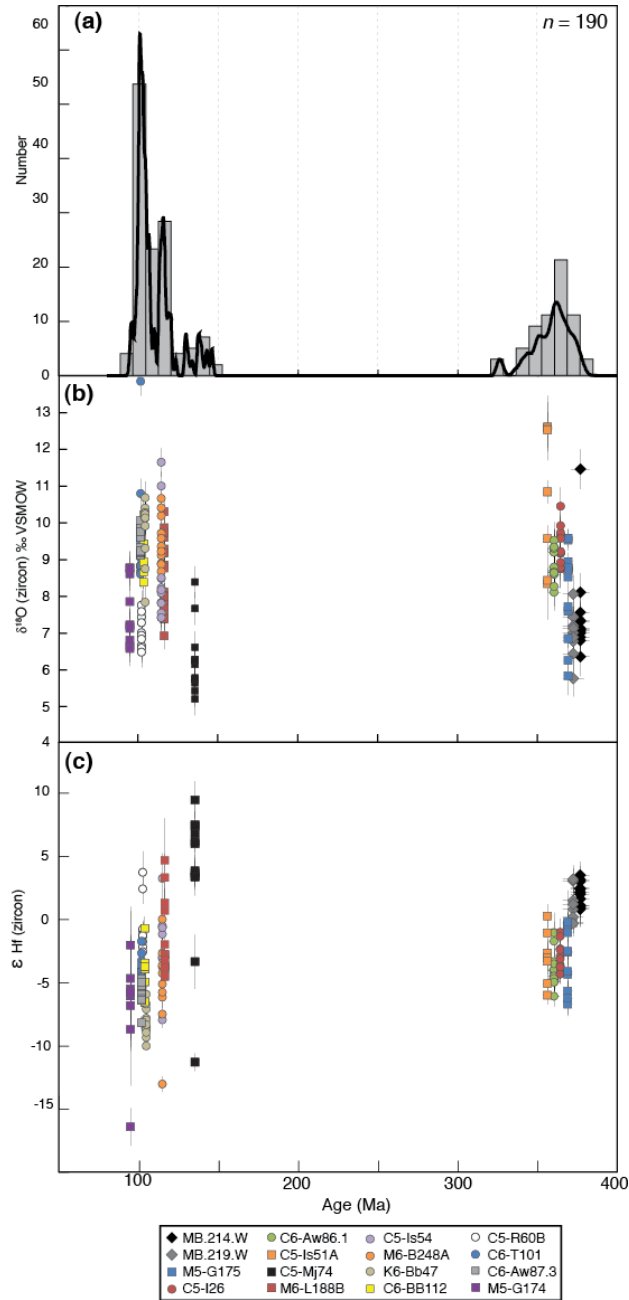 (a)
n = 190
60
50
40
30
20
10
0
Number
(b)
13
12
11
10
9
8
7
6
5
4
δ¹⁸O (zircon) ‰ VSMOW
(c)
10
5
0
-5
-10
-15
ε Hf (zircon)
100 200 300 400
Age (Ma)
MB.214.W C6-Aw86.1 C5-Is54 C5-R60B
MB.219.W C5-Is51A M6-B248A C6-T101
M5-G175 C5-Mj74 K6-Bb47 C6-Aw87.3
C5-I26 M6-L188B C6-BB112 M5-G174